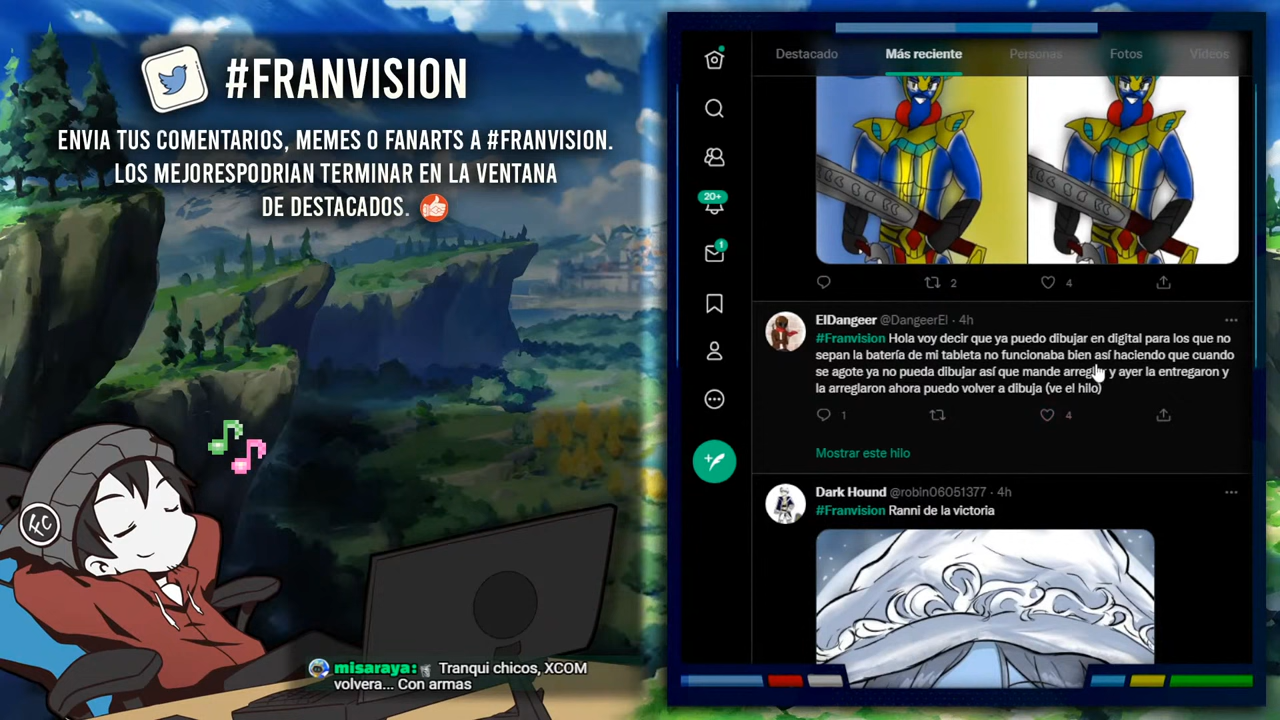 #FRANVISION
ENVIA TUS COMENTARIOS, MEMES O FANARTS A #FRANVISION.
LOS MEJORESPODRIAN TERMINAR EN LA VENTANA
DE DESTACADOS.
Destacado Más reciente Personas Fotos Vídeos
20+
1
2 4
ElDangeer @DangeerEl · 4h
#Franvision Hola voy decir que ya puedo dibujar en digital para los que no
sepan la batería de mi tableta no funcionaba bien así haciendo que cuando
se agote ya no pueda dibujar así que mande arreglar y ayer la entregaron y
la arreglaron ahora puedo volver a dibuja (ve el hilo)
1 4
Mostrar este hilo
Dark Hound @robln06051377 · 4h
#Franvision Ranni de la victoria
misaraya: Tranqui chicos, XCOM
volvera... Con armas